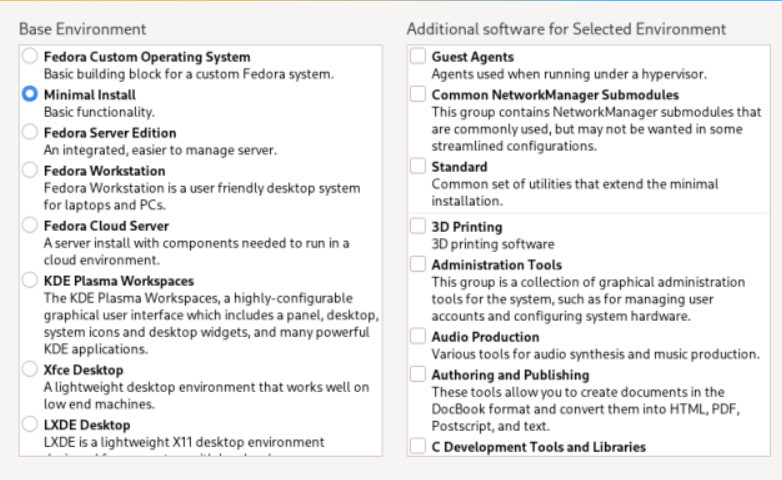 Base Environment
Fedora Custom Operating System
Basic building block for a custom Fedora system.
Minimal Install
Basic functionality.
Fedora Server Edition
An integrated, easier to manage server.
Fedora Workstation
Fedora Workstation is a user friendly desktop system
for laptops and PCs.
Fedora Cloud Server
A server install with components needed to run in a
cloud environment.
KDE Plasma Workspaces
The KDE Plasma Workspaces, a highly-configurable
graphical user interface which includes a panel, desktop,
system icons and desktop widgets, and many powerful
KDE applications.
Xfce Desktop
A lightweight desktop environment that works well on
low end machines.
LXDE Desktop
LXDE is a lightweight X11 desktop environment
Additional software for Selected Environment
Guest Agents
Agents used when running under a hypervisor.
Common NetworkManager Submodules
This group contains NetworkManager submodules that
are commonly used, but may not be wanted in some
streamlined configurations.
Standard
Common set of utilities that extend the minimal
installation.
3D Printing
3D printing software
Administration Tools
This group is a collection of graphical administration
tools for the system, such as for managing user
accounts and configuring system hardware.
Audio Production
Various tools for audio synthesis and music production.
Authoring and Publishing
These tools allow you to create documents in the
DocBook format and convert them into HTML, PDF,
Postscript, and text.
C Development Tools and Libraries